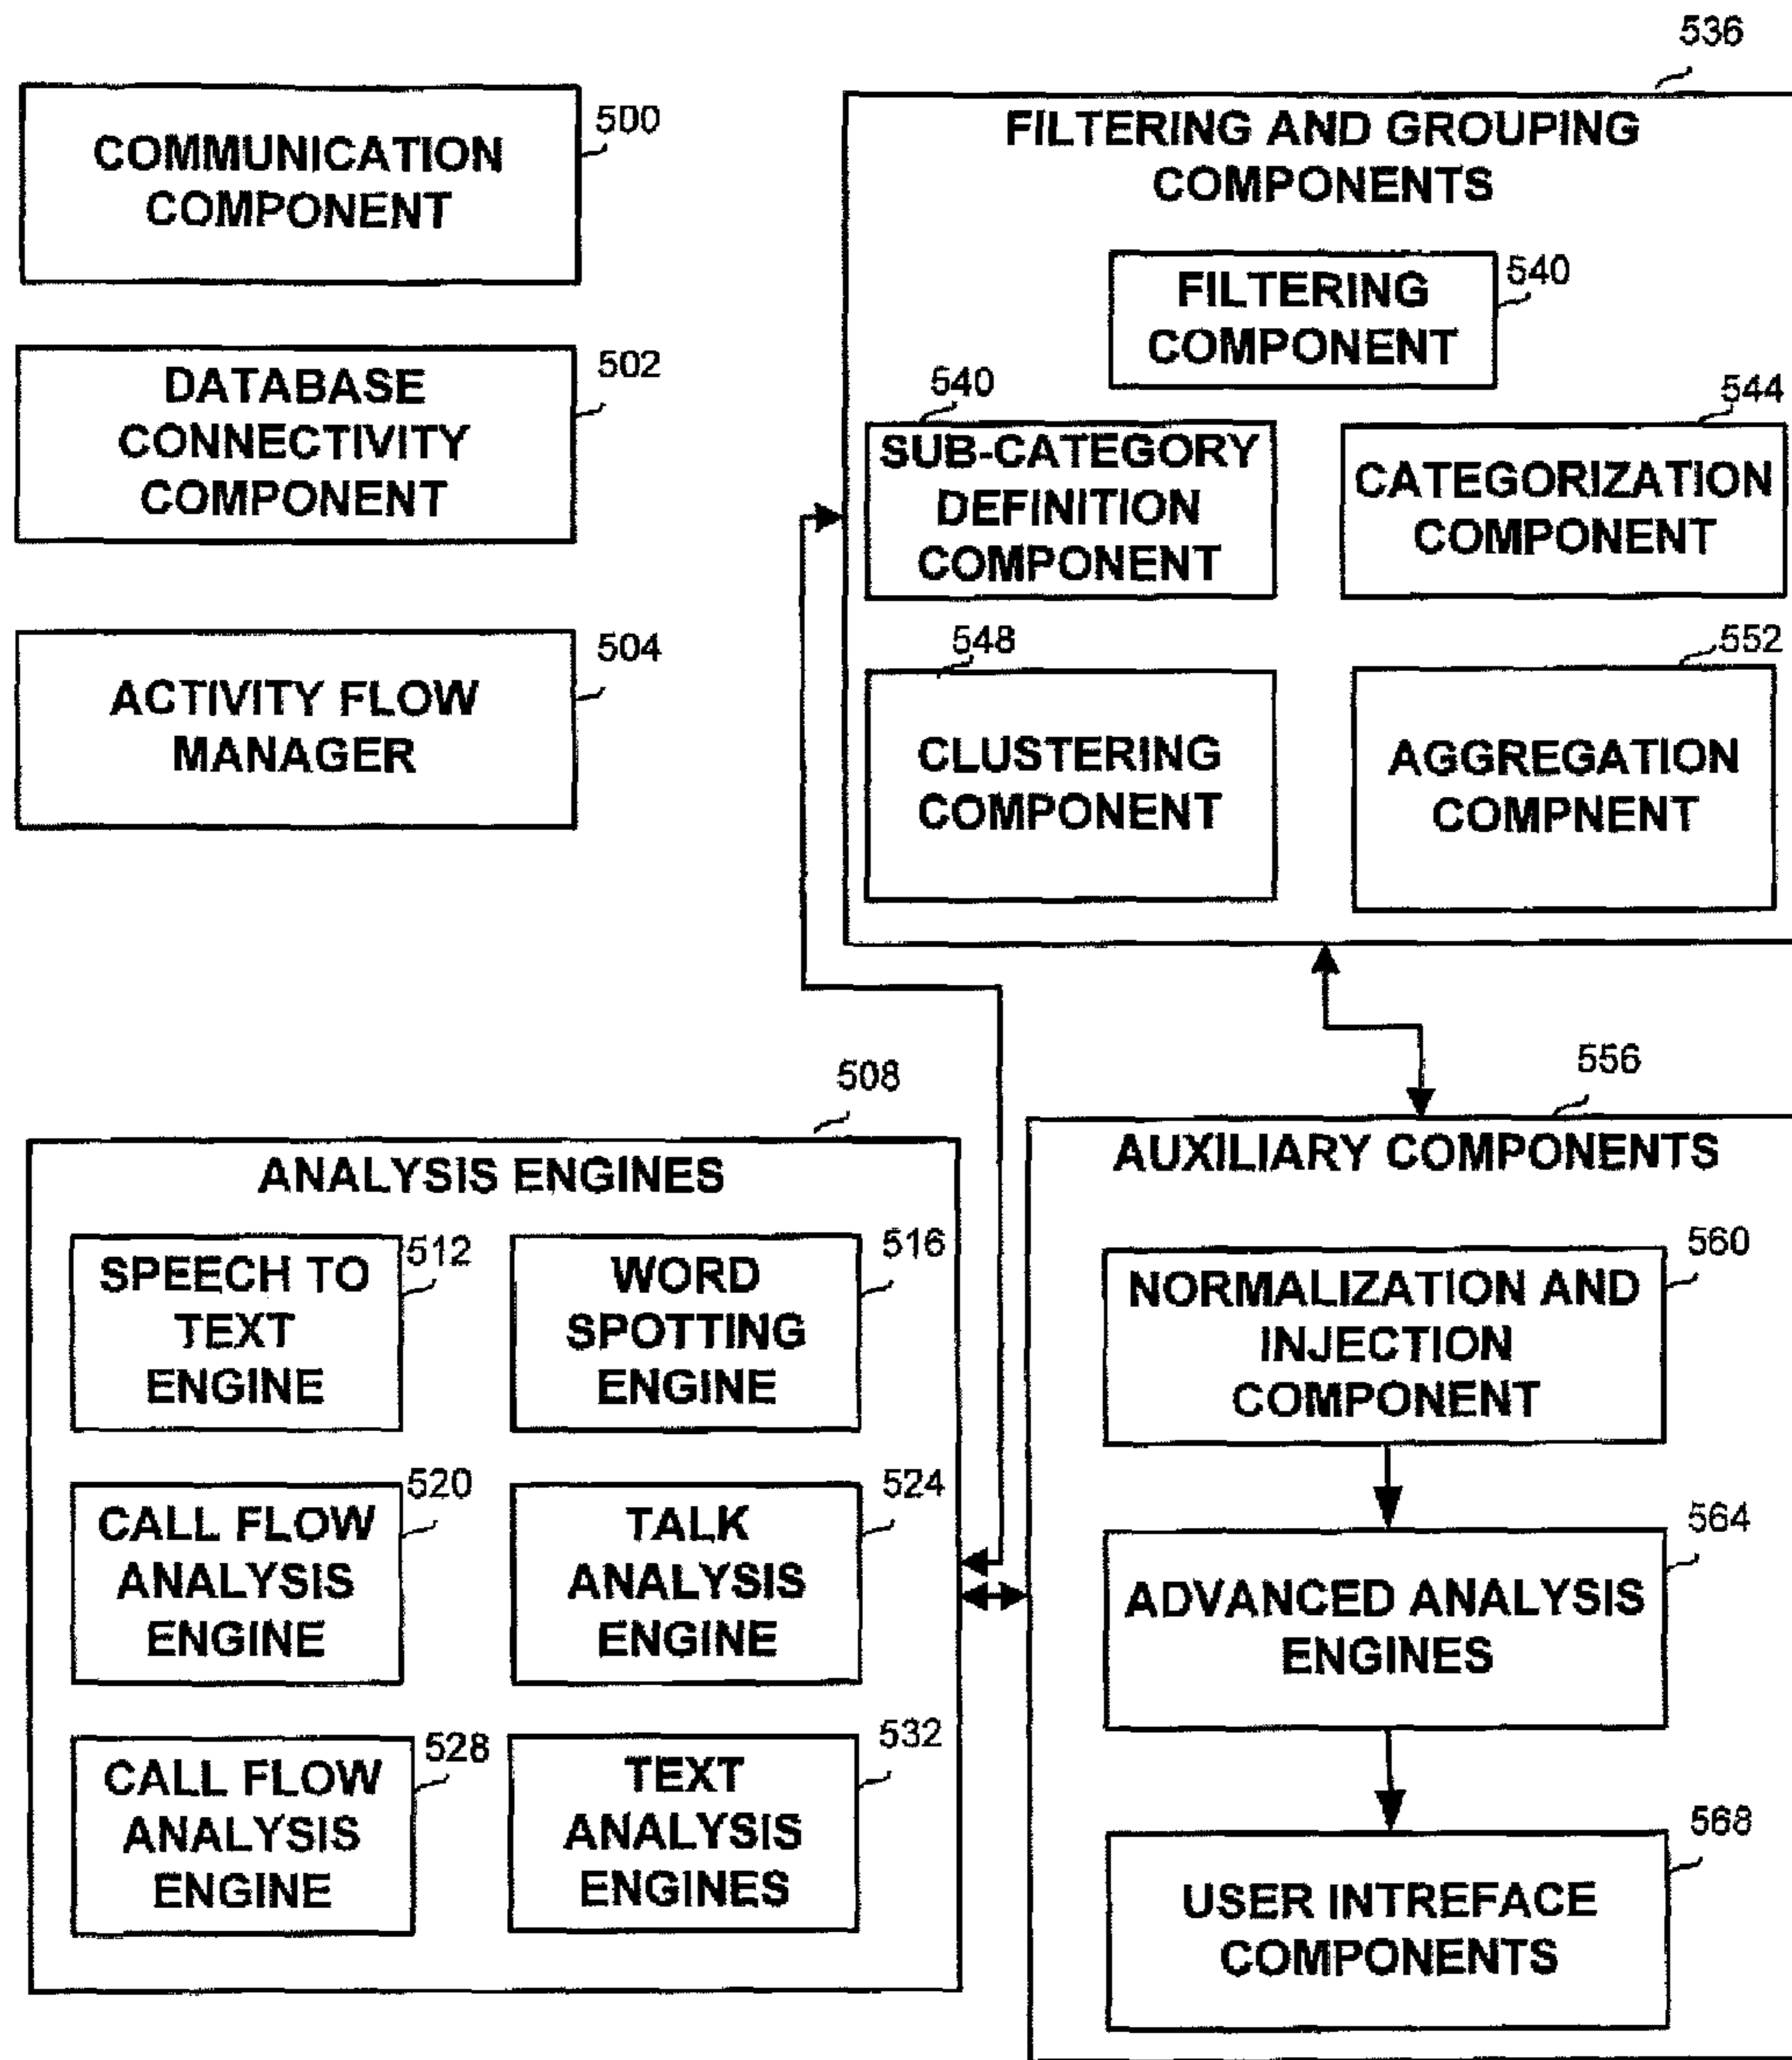 COMMUNICATION
COMPONENT
500
DATABASE
CONNECTIVITY
COMPONENT
502
ACTIVITY FLOW
MANAGER
504
536
FILTERING AND GROUPING
COMPONENTS
FILTERING
COMPONENT
540
540
SUB-CATEGORY
DEFINITION
COMPONENT
544
CATEGORIZATION
COMPONENT
548
CLUSTERING
COMPONENT
552
AGGREGATION
COMPNENT
508
ANALYSIS ENGINES
SPEECH TO
TEXT
ENGINE
512
WORD
SPOTTING
ENGINE
516
CALL FLOW
ANALYSIS
ENGINE
520
TALK
ANALYSIS
ENGINE
524
CALL FLOW
ANALYSIS
ENGINE
528
TEXT
ANALYSIS
ENGINES
532
556
AUXILIARY COMPONENTS
NORMALIZATION AND
INJECTION
COMPONENT
560
ADVANCED ANALYSIS
ENGINES
564
USER INTREFACE
COMPONENTS
568